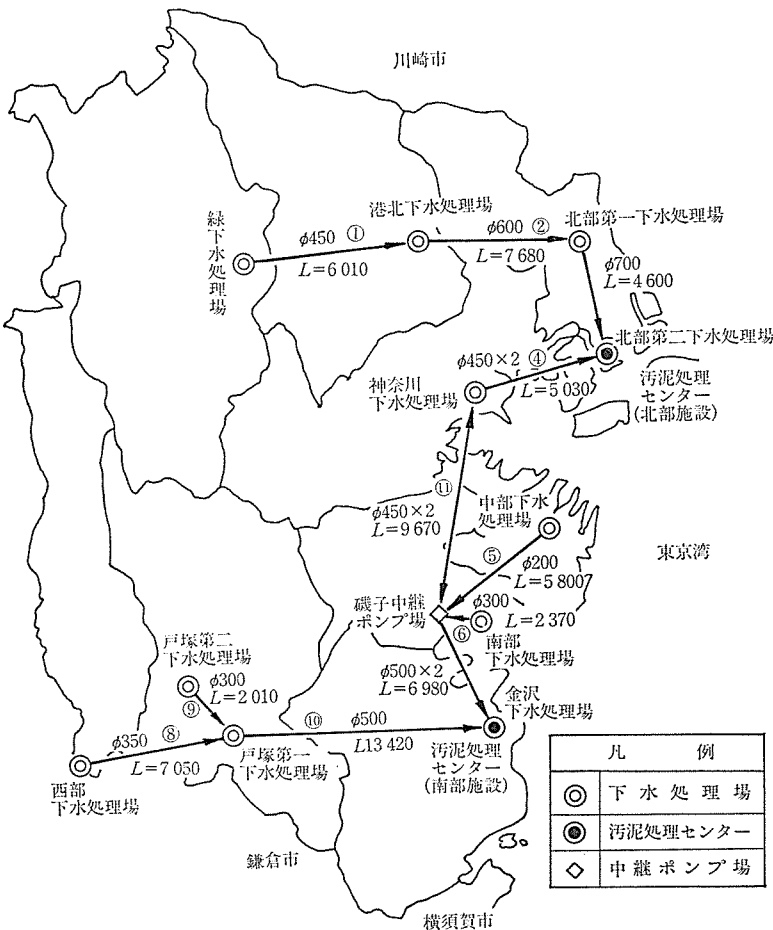 川崎市
港北下水処理場
北部第一下水処理場
緑下水処理場
φ450 ①
L=6 010
φ600 ②
L=7 680
φ700
L=4 600
北部第二下水処理場
φ450×2 ④
L=5 030
汚泥処理
センター
(北部施設)
神奈川
下水処理場
⑪
φ450×2
L=9 670
中部下水
処理場
⑤
φ200
L=5 800
東京湾
磯子中継
ポンプ場
φ300
⑥
L=2 370
南部
下水処理場
φ500×2
L=6 980
戸塚第二
下水処理場
φ300
L=2 010
⑨
金沢
下水処理場
⑩
φ500
L13 420
φ350 ⑧
L=7 050
戸塚第一
下水処理場
汚泥処理
センター
(南部施設)
西部
下水処理場
鎌倉市
横須賀市
凡例
下水処理場
汚泥処理センター
中継ポンプ場